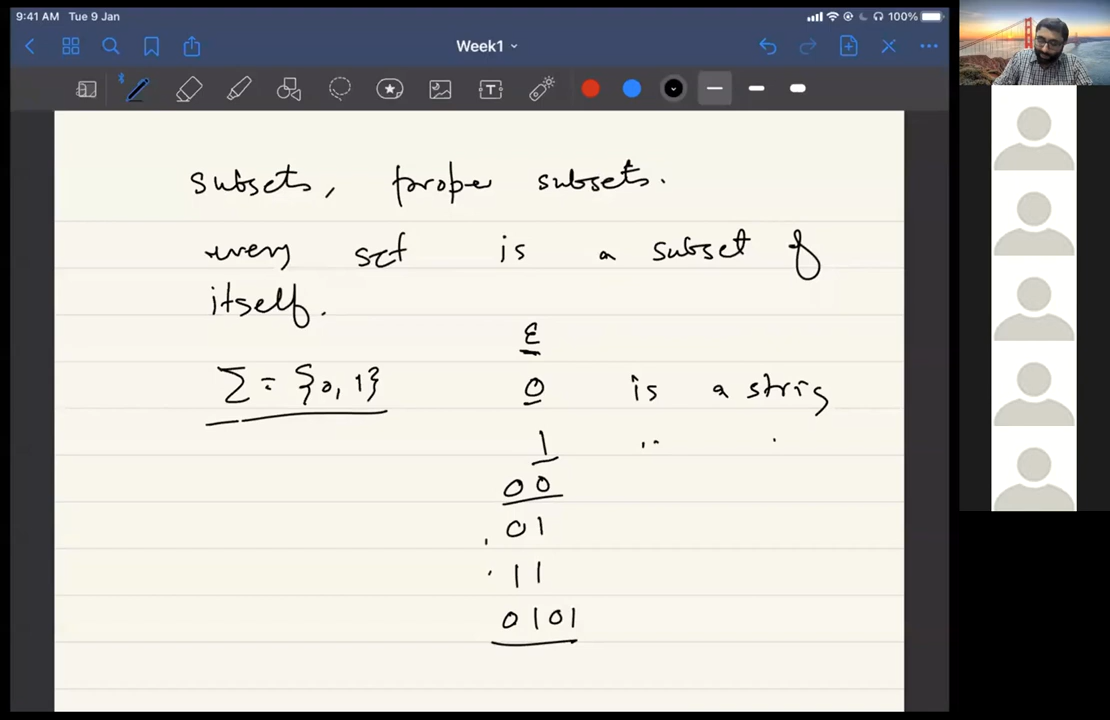 9:41 AM Tue 9 Jan 100%
Week1
T
subsets, proper subsets.
every set is a subset of
itself.
ε
Σ = {0, 1} 0 is a string
1 " "
00
01
11
0101